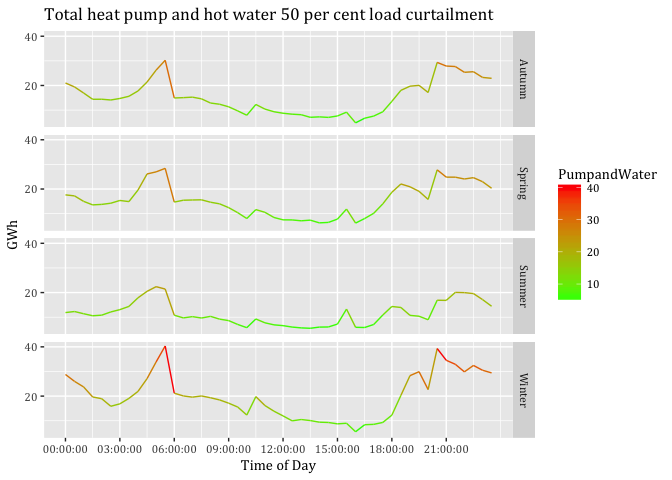 Total heat pump and hot water 50 per cent load curtailment
40
20
Autumn
40
20
Spring
40
20
Summer
40
20
Winter
GWh
00:00:00 03:00:00 06:00:00 09:00:00 12:00:00 15:00:00 18:00:00 21:00:00
Time of Day
PumpandWater
40
30
20
10